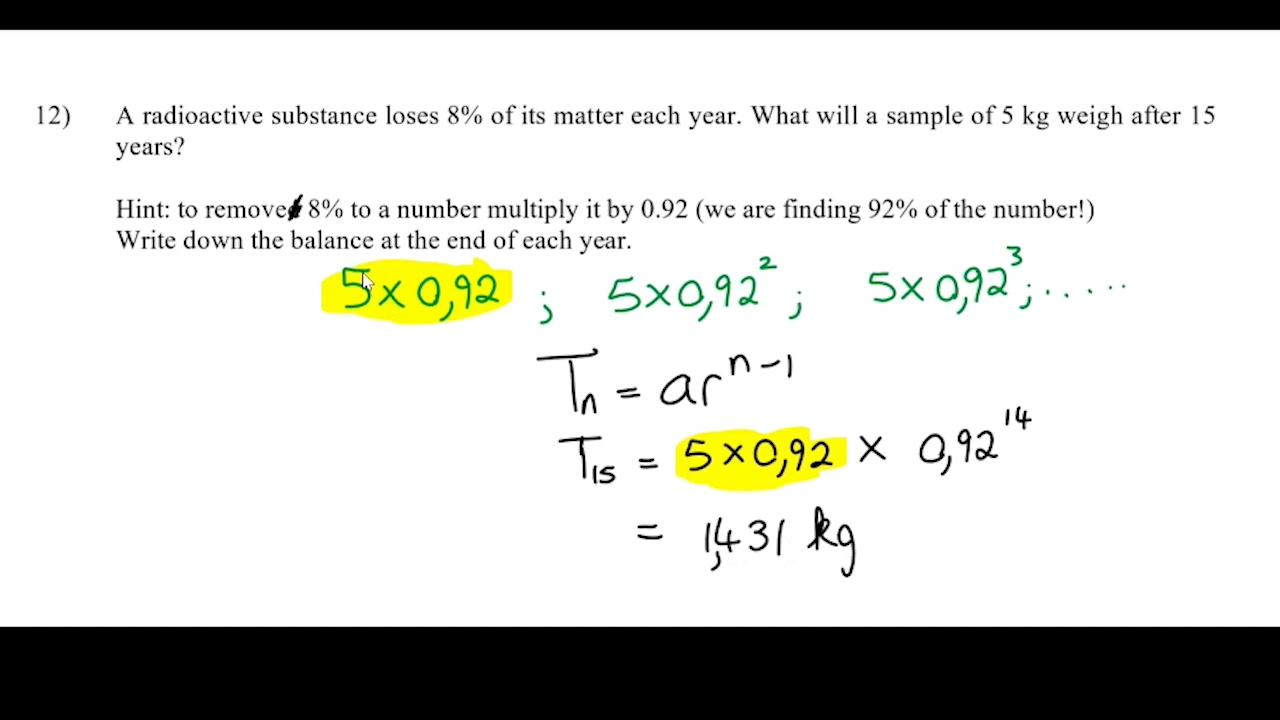 12) A radioactive substance loses 8% of its matter each year. What will a sample of 5 kg weigh after 15
years?
Hint: to remove 8% to a number multiply it by 0.92 (we are finding 92% of the number!)
Write down the balance at the end of each year.
5 × 0,92 ; 5 × 0,92² ; 5 × 0,92³ ; .....
Tₙ = arⁿ⁻¹
T₁₅ = 5 × 0,92 × 0,92¹⁴
= 1,431 kg